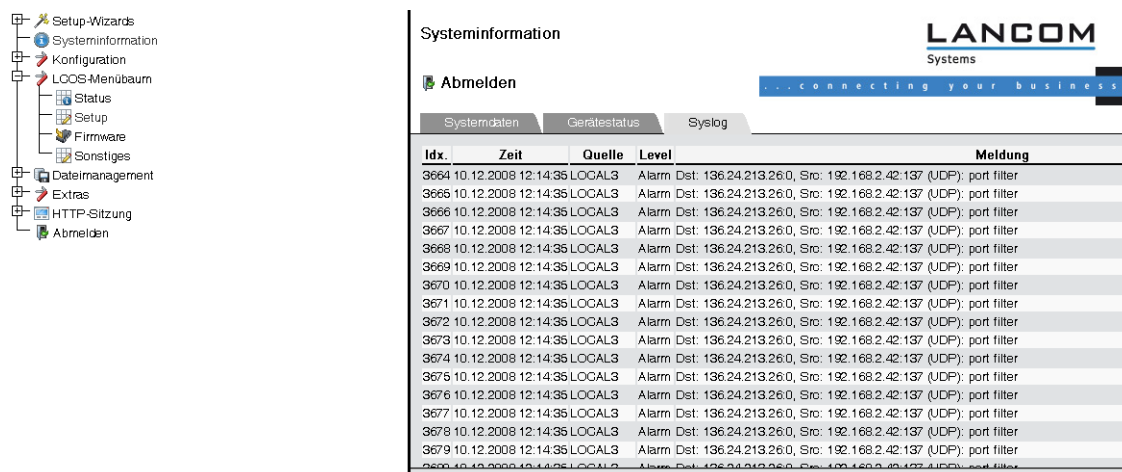 Setup-Wizards
Systeminformation
Konfiguration
LCOS-Menübaum
Status
Setup
Firmware
Sonstiges
Dateimanagement
Extras
HTTP-Sitzung
Abmelden
Systeminformation
LANCOM
Systems
Abmelden
...connecting your business
Systemdaten Gerätestatus Syslog
Idx. Zeit Quelle Level Meldung
3664 10.12.2008 12:14:35 LOCAL3 Alarm Dst: 136.24.213.26:0, Src: 192.168.2.42:137 (UDP): port filter
3665 10.12.2008 12:14:35 LOCAL3 Alarm Dst: 136.24.213.26:0, Src: 192.168.2.42:137 (UDP): port filter
3666 10.12.2008 12:14:35 LOCAL3 Alarm Dst: 136.24.213.26:0, Src: 192.168.2.42:137 (UDP): port filter
3667 10.12.2008 12:14:35 LOCAL3 Alarm Dst: 136.24.213.26:0, Src: 192.168.2.42:137 (UDP): port filter
3668 10.12.2008 12:14:35 LOCAL3 Alarm Dst: 136.24.213.26:0, Src: 192.168.2.42:137 (UDP): port filter
3669 10.12.2008 12:14:35 LOCAL3 Alarm Dst: 136.24.213.26:0, Src: 192.168.2.42:137 (UDP): port filter
3670 10.12.2008 12:14:35 LOCAL3 Alarm Dst: 136.24.213.26:0, Src: 192.168.2.42:137 (UDP): port filter
3671 10.12.2008 12:14:35 LOCAL3 Alarm Dst: 136.24.213.26:0, Src: 192.168.2.42:137 (UDP): port filter
3672 10.12.2008 12:14:35 LOCAL3 Alarm Dst: 136.24.213.26:0, Src: 192.168.2.42:137 (UDP): port filter
3673 10.12.2008 12:14:35 LOCAL3 Alarm Dst: 136.24.213.26:0, Src: 192.168.2.42:137 (UDP): port filter
3674 10.12.2008 12:14:35 LOCAL3 Alarm Dst: 136.24.213.26:0, Src: 192.168.2.42:137 (UDP): port filter
3675 10.12.2008 12:14:35 LOCAL3 Alarm Dst: 136.24.213.26:0, Src: 192.168.2.42:137 (UDP): port filter
3676 10.12.2008 12:14:35 LOCAL3 Alarm Dst: 136.24.213.26:0, Src: 192.168.2.42:137 (UDP): port filter
3677 10.12.2008 12:14:35 LOCAL3 Alarm Dst: 136.24.213.26:0, Src: 192.168.2.42:137 (UDP): port filter
3678 10.12.2008 12:14:35 LOCAL3 Alarm Dst: 136.24.213.26:0, Src: 192.168.2.42:137 (UDP): port filter
3679 10.12.2008 12:14:35 LOCAL3 Alarm Dst: 136.24.213.26:0, Src: 192.168.2.42:137 (UDP): port filter